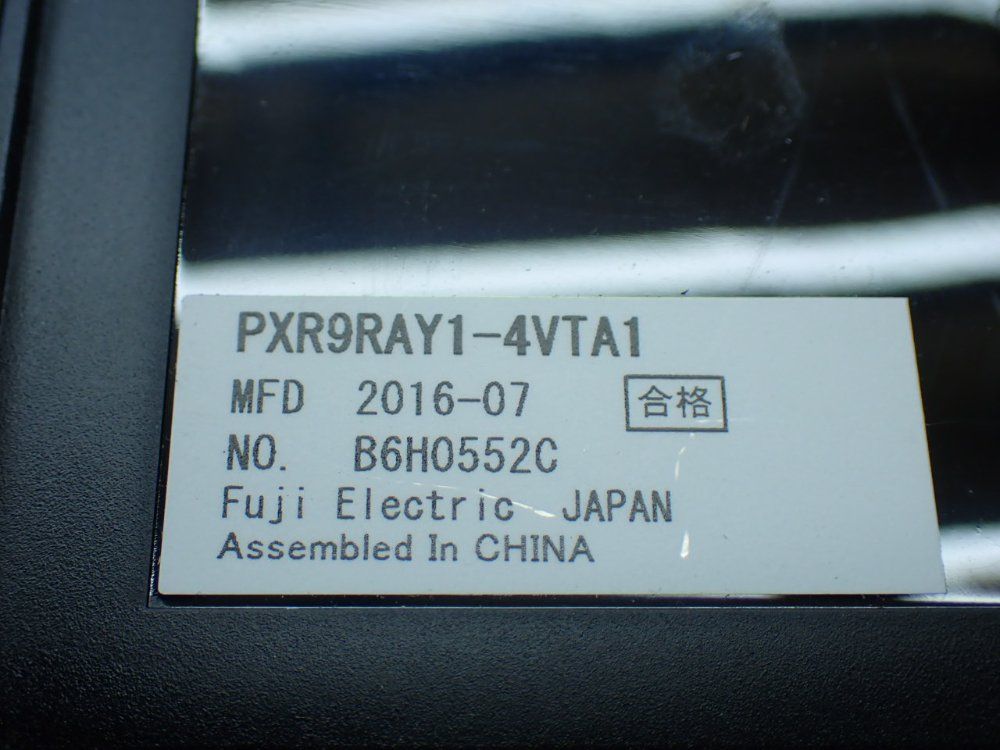 PXR9RAY1-4VTA1
MFD 2016-07 合格
NO. B6H0552C
Fuji Electric JAPAN
Assembled In CHINA